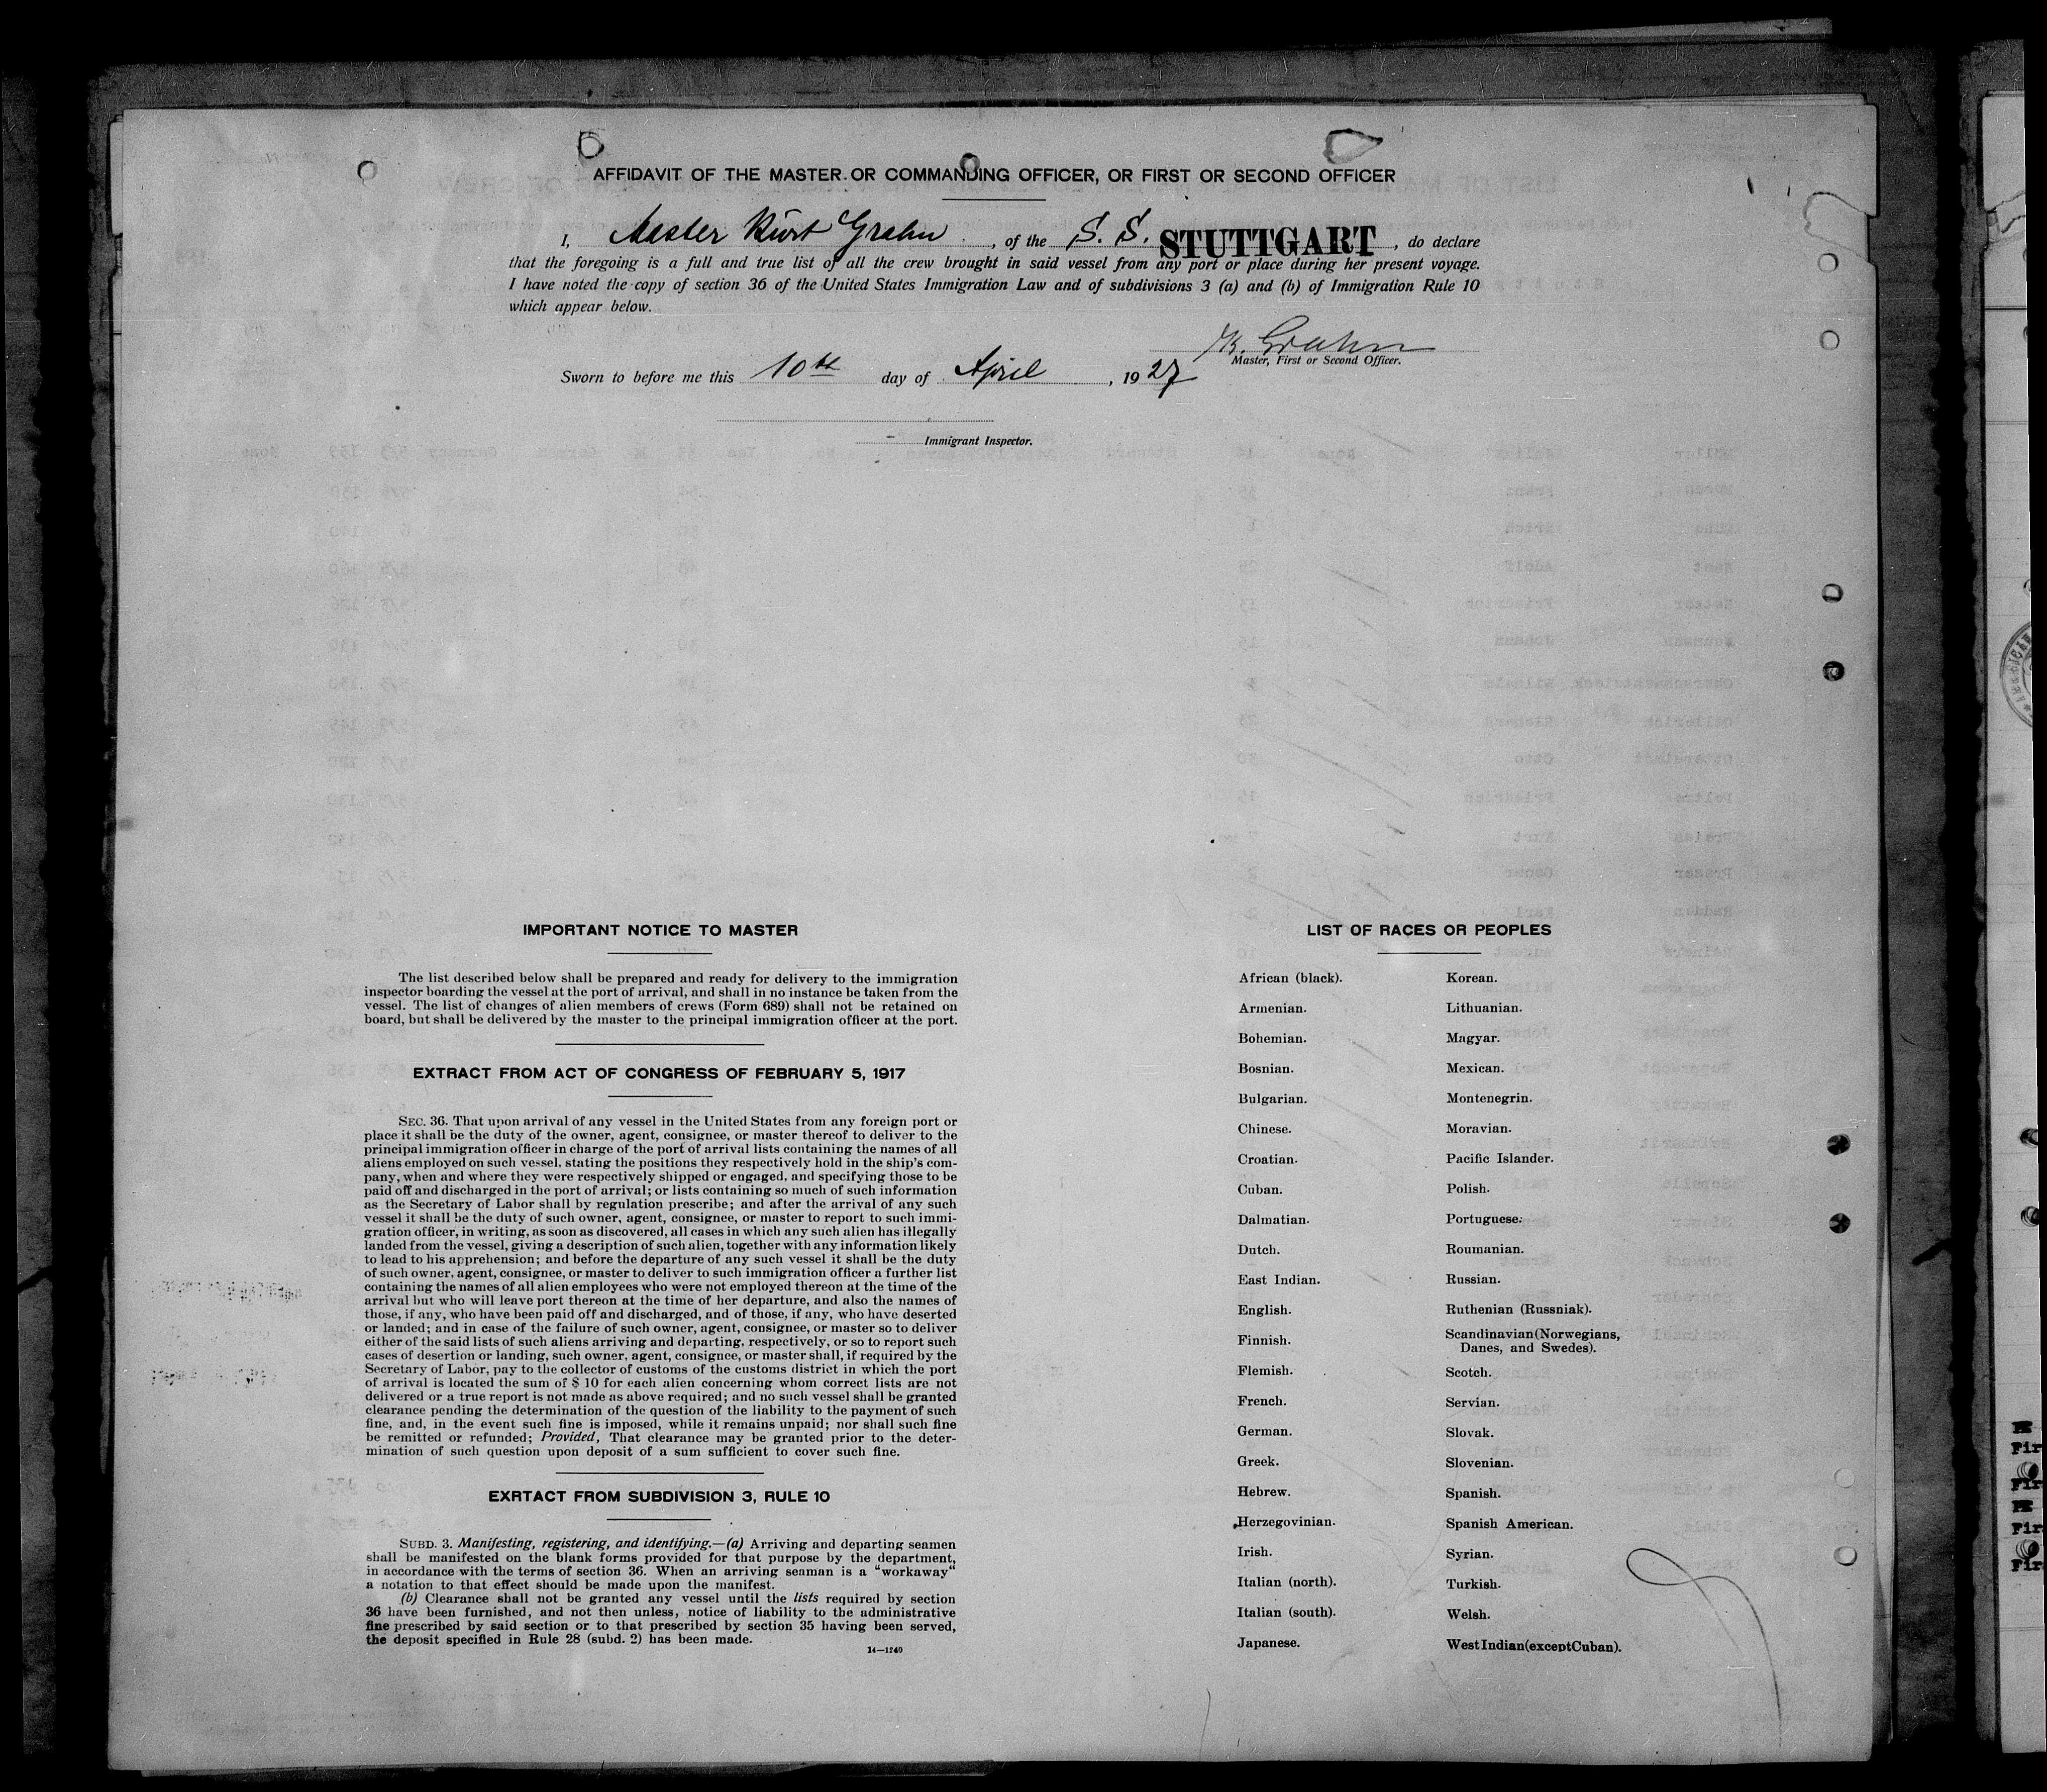 AFFIDAVIT OF THE MASTER OR COMMANDING OFFICER, OR FIRST OR SECOND OFFICER
I, Master Kurt Grahn, of the S. S. STUTTGART, do declare
that the foregoing is a full and true list of all the crew brought in said vessel from any port or place during her present voyage.
I have noted the copy of section 36 of the United States Immigration Law and of subdivisions 3 (a) and (b) of Immigration Rule 10
which appear below.
K. Grahn
Master, First or Second Officer.
Sworn to before me this 10th day of April, 1927
Immigrant Inspector.
IMPORTANT NOTICE TO MASTER
The list described below shall be prepared and ready for delivery to the immigration
inspector boarding the vessel at the port of arrival, and shall in no instance be taken from the
vessel. The list of changes of alien members of crews (Form 689) shall not be retained on
board, but shall be delivered by the master to the principal immigration officer at the port.
EXTRACT FROM ACT OF CONGRESS OF FEBRUARY 5, 1917
SEC. 36. That upon arrival of any vessel in the United States from any foreign port or
place it shall be the duty of the owner, agent, consignee, or master thereof to deliver to the
principal immigration officer in charge of the port of arrival lists containing the names of all
aliens employed on such vessel, stating the positions they respectively hold in the ship's com-
pany, when and where they were respectively shipped or engaged, and specifying those to be
paid off and discharged in the port of arrival; or lists containing so much of such information
as the Secretary of Labor shall by regulation prescribe; and after the arrival of any such
vessel it shall be the duty of such owner, agent, consignee, or master to report to such immi-
gration officer, in writing, as soon as discovered, all cases in which any such alien has illegally
landed from the vessel, giving a description of such alien, together with any information likely
to lead to his apprehension; and before the departure of any such vessel it shall be the duty
of such owner, agent, consignee, or master to deliver to such immigration officer a further list
containing the names of all alien employees who were not employed thereon at the time of the
arrival but who will leave port thereon at the time of her departure, and also the names of
those, if any, who have been paid off and discharged, and of those, if any, who have deserted
or landed; and in case of the failure of such owner, agent, consignee, or master so to deliver
either of the said lists of such aliens arriving and departing, respectively, or so to report such
cases of desertion or landing, such owner, agent, consignee, or master shall, if required by the
Secretary of Labor, pay to the collector of customs of the customs district in which the port
of arrival is located the sum of $ 10 for each alien concerning whom correct lists are not
delivered or a true report is not made as above required; and no such vessel shall be granted
clearance pending the determination of the question of the liability to the payment of such
fine, and, in the event such fine is imposed, while it remains unpaid; nor shall such fine
be remitted or refunded; Provided, That clearance may be granted prior to the deter-
mination of such question upon deposit of a sum sufficient to cover such fine.
EXRTACT FROM SUBDIVISION 3, RULE 10
SUBD. 3. Manifesting, registering, and identifying.—(a) Arriving and departing seamen
shall be manifested on the blank forms provided for that purpose by the department,
in accordance with the terms of section 36. When an arriving seaman is a "workaway"
a notation to that effect should be made upon the manifest.
(b) Clearance shall not be granted any vessel until the lists required by section
36 have been furnished, and not then unless, notice of liability to the administrative
fine prescribed by said section or to that prescribed by section 35 having been served,
the deposit specified in Rule 28 (subd. 2) has been made.
14—1240
LIST OF RACES OR PEOPLES
African (black).
Armenian.
Bohemian.
Bosnian.
Bulgarian.
Chinese.
Croatian.
Cuban.
Dalmatian.
Dutch.
East Indian.
English.
Finnish.
Flemish.
French.
German.
Greek.
Hebrew.
Herzegovinian.
Irish.
Italian (north).
Italian (south).
Japanese.
Korean.
Lithuanian.
Magyar.
Mexican.
Montenegrin.
Moravian.
Pacific Islander.
Polish.
Portuguese.
Roumanian.
Russian.
Ruthenian (Russniak).
Scandinavian (Norwegians,
Danes, and Swedes).
Scotch.
Servian.
Slovak.
Slovenian.
Spanish.
Spanish American.
Syrian.
Turkish.
Welsh.
West Indian (except Cuban).